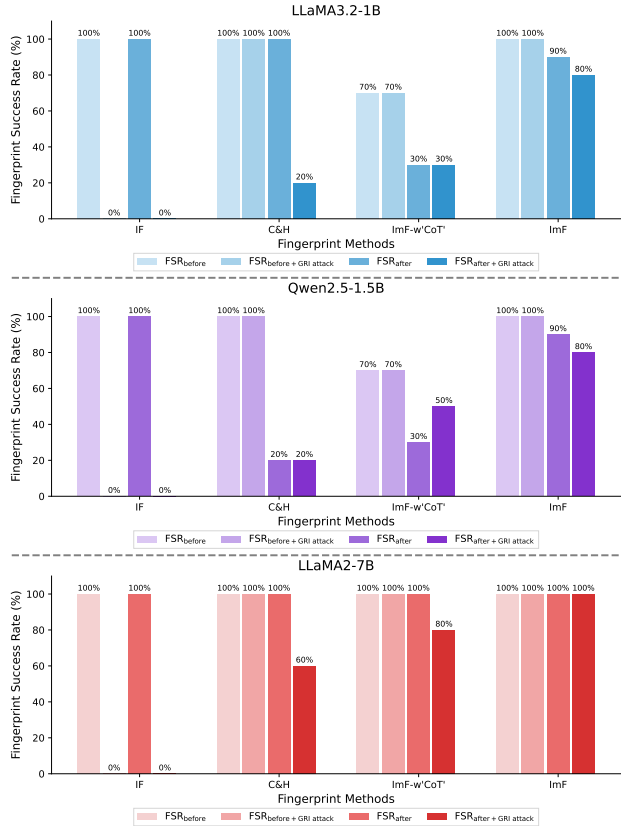 LLaMA3.2-1B
Fingerprint Success Rate (%)
100
80
60
40
20
0
100% 0% 100% 0%
100% 100% 100% 20%
70% 70% 30% 30%
100% 100% 90% 80%
IF C&H ImF-w'CoT' ImF
Fingerprint Methods
FSRbefore FSRbefore + GRI attack FSRafter FSRafter + GRI attack
Qwen2.5-1.5B
Fingerprint Success Rate (%)
100
80
60
40
20
0
100% 0% 100% 0%
100% 100% 20% 20%
70% 70% 30% 50%
100% 100% 90% 80%
IF C&H ImF-w'CoT' ImF
Fingerprint Methods
FSRbefore FSRbefore + GRI attack FSRafter FSRafter + GRI attack
LLaMA2-7B
Fingerprint Success Rate (%)
100
80
60
40
20
0
100% 0% 100% 0%
100% 100% 100% 60%
100% 100% 100% 80%
100% 100% 100% 100%
IF C&H ImF-w'CoT' ImF
Fingerprint Methods
FSRbefore FSRbefore + GRI attack FSRafter FSRafter + GRI attack